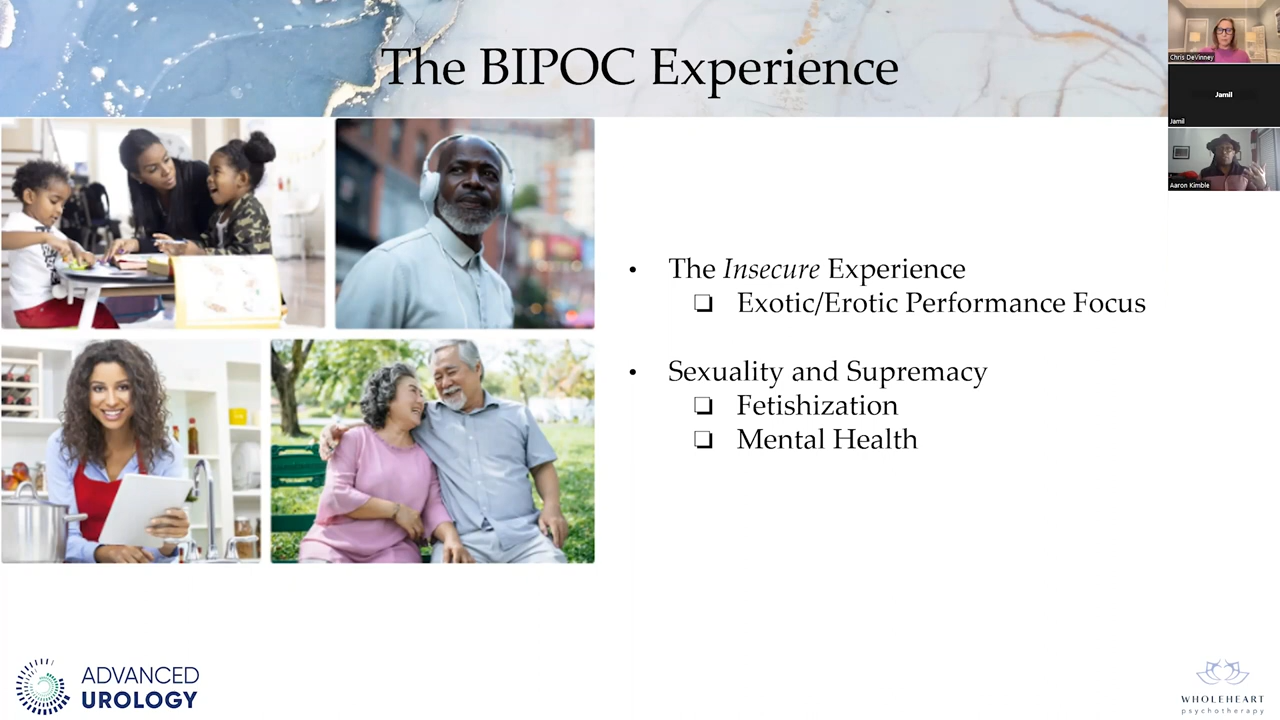 The BIPOC Experience
Chris DeVinney
Jamil
Jamil
Aaron Kimble
• The Insecure Experience
❏ Exotic/Erotic Performance Focus
• Sexuality and Supremacy
❏ Fetishization
❏ Mental Health
ADVANCED
UROLOGY
WHOLEHEART
psychotherapy